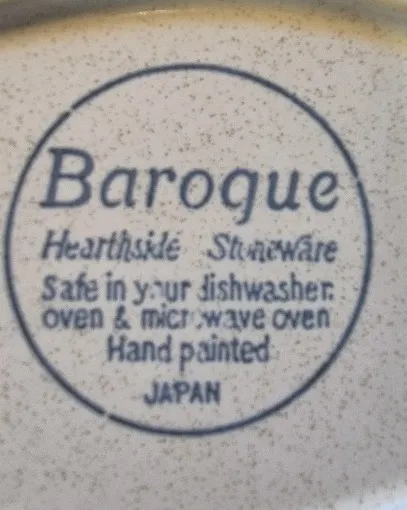 Baroque
Hearthside Stoneware
Safe in your dishwasher.
oven & microwave oven
Hand painted
JAPAN